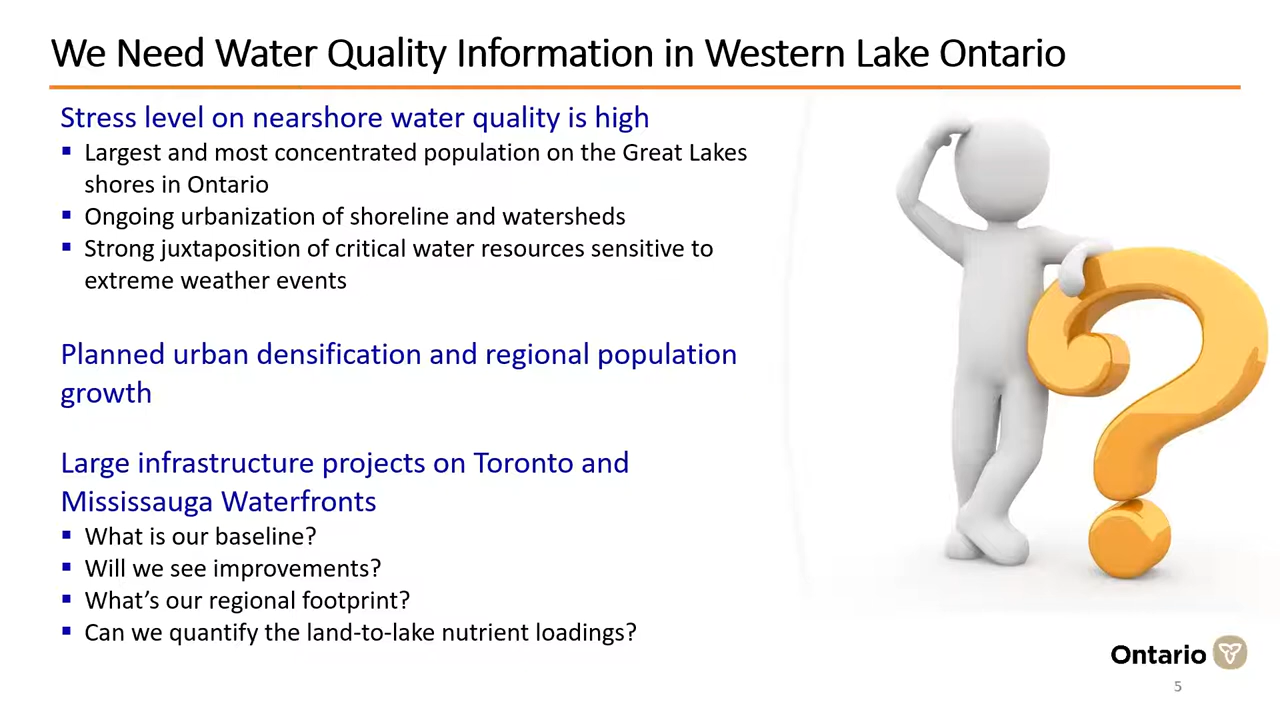 We Need Water Quality Information in Western Lake Ontario
Stress level on nearshore water quality is high
▪ Largest and most concentrated population on the Great Lakes
shores in Ontario
▪ Ongoing urbanization of shoreline and watersheds
▪ Strong juxtaposition of critical water resources sensitive to
extreme weather events
Planned urban densification and regional population
growth
Large infrastructure projects on Toronto and
Mississauga Waterfronts
▪ What is our baseline?
▪ Will we see improvements?
▪ What’s our regional footprint?
▪ Can we quantify the land-to-lake nutrient loadings?
Ontario
5